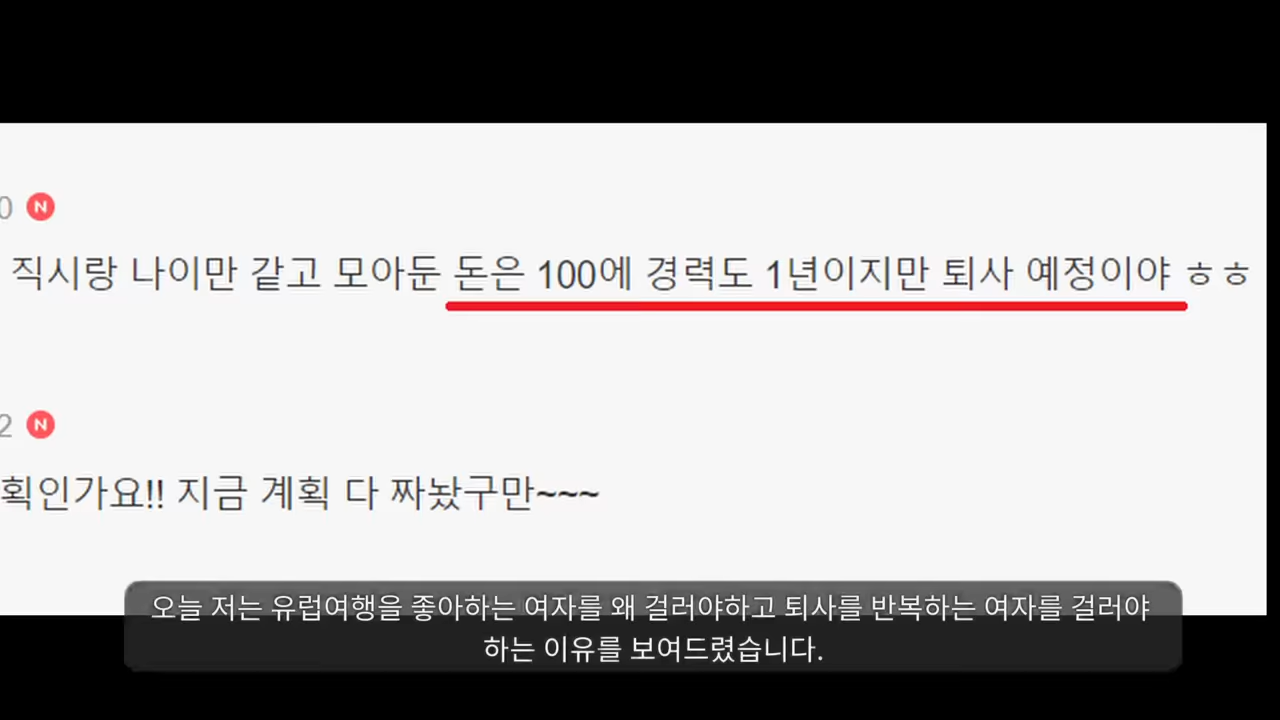 0 N
직시랑 나이만 같고 모아둔 돈은 100에 경력도 1년이지만 퇴사 예정이야 ㅎㅎ
2 N
획인가요!! 지금 계획 다 짜놨구만~~~
오늘 저는 유럽여행을 좋아하는 여자를 왜 걸러야하고 퇴사를 반복하는 여자를 걸러야
하는 이유를 보여드렸습니다.